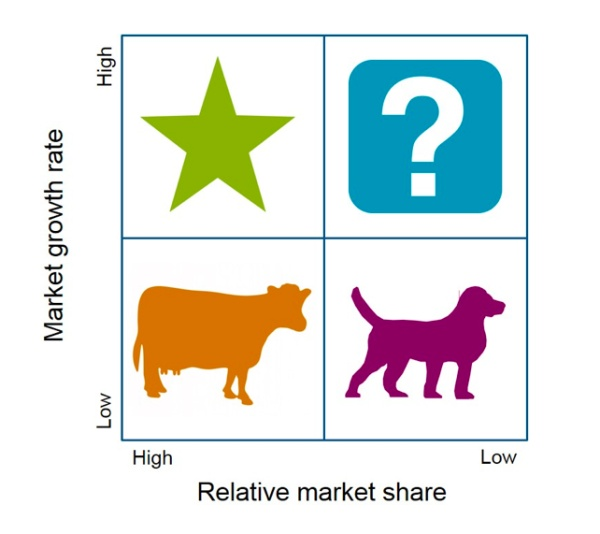 High
?
Market growth rate
Low
High
Low
Relative market share